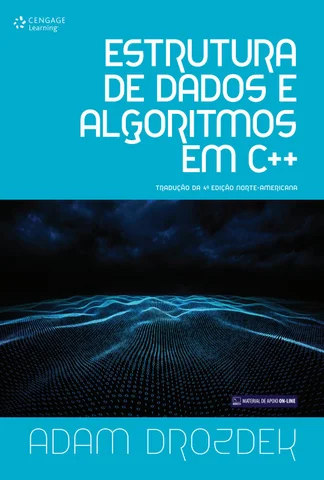 CENGAGE
Learning
ESTRUTURA
DE DADOS E
ALGORITMOS
EM C++
TRADUÇÃO DA 4ª EDIÇÃO NORTE-AMERICANA
MATERIAL DE APOIO ON-LINE
ADAM DROZDEK